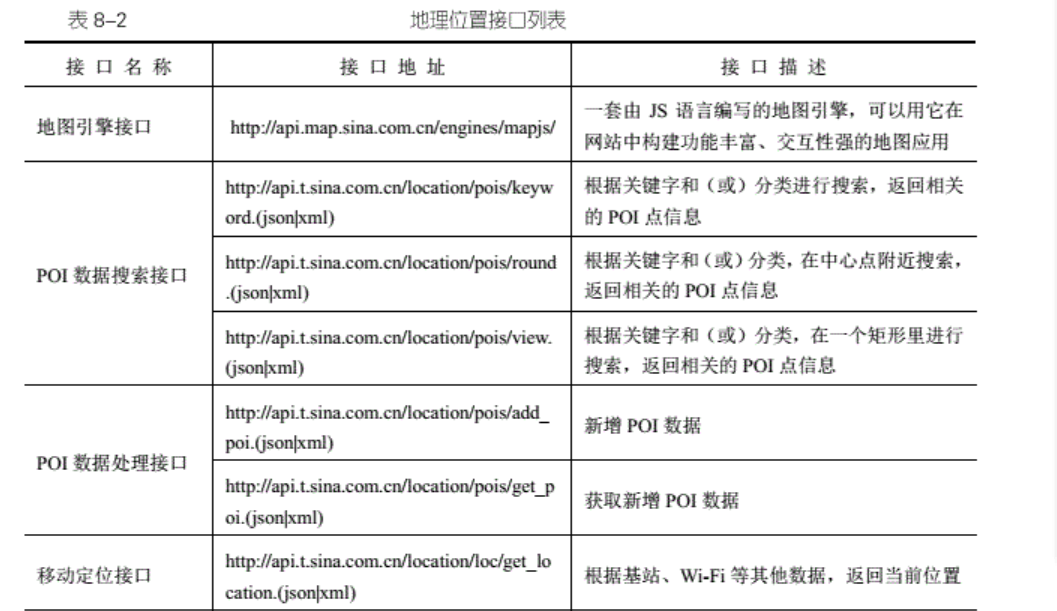 表 8–2 地理位置接口列表
接 口 名 称 接 口 地 址 接 口 描 述
地图引擎接口
http://api.map.sina.com.cn/engines/mapjs/
一套由 JS 语言编写的地图引擎，可以用它在
网站中构建功能丰富、交互性强的地图应用
POI 数据搜索接口
http://api.t.sina.com.cn/location/pois/keyw
ord.(json|xml)
根据关键字和（或）分类进行搜索，返回相关
的 POI 点信息
http://api.t.sina.com.cn/location/pois/round
.(json|xml)
根据关键字和（或）分类，在中心点附近搜索，
返回相关的 POI 点信息
http://api.t.sina.com.cn/location/pois/view.
(json|xml)
根据关键字和（或）分类，在一个矩形里进行
搜索，返回相关的 POI 点信息
POI 数据处理接口
http://api.t.sina.com.cn/location/pois/add_
poi.(json|xml)
新增 POI 数据
http://api.t.sina.com.cn/location/pois/get_p
oi.(json|xml)
获取新增 POI 数据
移动定位接口
http://api.t.sina.com.cn/location/loc/get_lo
cation.(json|xml)
根据基站、Wi-Fi 等其他数据，返回当前位置